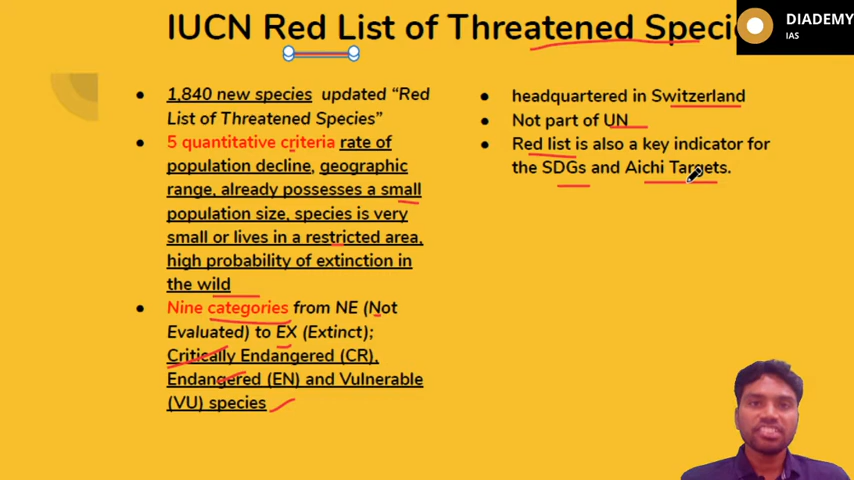 IUCN Red List of Threatened Speci
DIADEMY
IAS
1,840 new species updated “Red
List of Threatened Species”
5 quantitative criteria rate of
population decline, geographic
range, already possesses a small
population size, species is very
small or lives in a restricted area,
high probability of extinction in
the wild
Nine categories from NE (Not
Evaluated) to EX (Extinct);
Critically Endangered (CR),
Endangered (EN) and Vulnerable
(VU) species
headquartered in Switzerland
Not part of UN
Red list is also a key indicator for
the SDGs and Aichi Targets.